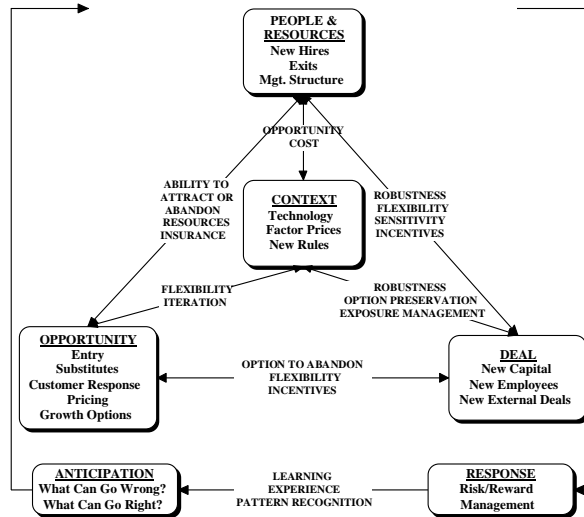 PEOPLE &
RESOURCES
New Hires
Exits
Mgt. Structure
OPPORTUNITY
COST
ABILITY TO
ATTRACT OR
ABANDON
RESOURCES
INSURANCE
CONTEXT
Technology
Factor Prices
New Rules
ROBUSTNESS
FLEXIBILITY
SENSITIVITY
INCENTIVES
FLEXIBILITY
ITERATION
ROBUSTNESS
OPTION PRESERVATION
EXPOSURE MANAGEMENT
OPPORTUNITY
Entry
Substitutes
Customer Response
Pricing
Growth Options
OPTION TO ABANDON
FLEXIBILITY
INCENTIVES
DEAL
New Capital
New Employees
New External Deals
ANTICIPATION
What Can Go Wrong?
What Can Go Right?
LEARNING
EXPERIENCE
PATTERN RECOGNITION
RESPONSE
Risk/Reward
Management